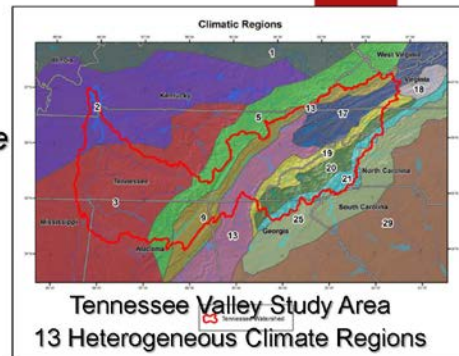 Climatic Regions
1
West Virginia
Kentucky
Virginia
2
5
13
17
18
19
Tennessee
20
North Carolina
3
21
9
South Carolina
Mississippi
13
25
29
Georgia
Alabama
Tennessee Valley Study Area
Tennessee Watershed
13 Heterogeneous Climate Regions